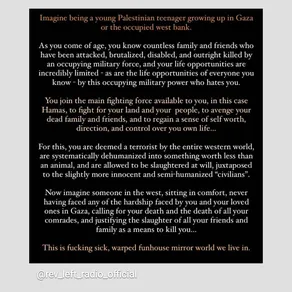 Imagine being a young Palestinian teenager growing up in Gaza
or the occupied west bank.
As you come of age, you know countless family and friends who
have been attacked, brutalized, disabled, and outright killed by
an occupying military force, and your life opportunities are
incredibly limited - as are the life opportunities of everyone you
know - by this occupying military power who hates you.
You join the main fighting force available to you, in this case
Hamas, to fight for your land and your people, to avenge your
dead family and friends, and to regain a sense of self worth,
direction, and control over you own life...
For this, you are deemed a terrorist by the entire western world,
are systematically dehumanized into something worth less than
an animal, and are allowed to be slaughtered at will, juxtaposed
to the slightly more innocent and semi-humanized “civilians”.
Now imagine someone in the west, sitting in comfort, never
having faced any of the hardship faced by you and your loved
ones in Gaza, calling for your death and the death of all your
comrades, and justifying the slaughter of all your friends and
family as a means to kill you...
This is fucking sick, warped funhouse mirror world we live in.
@rev_left_radio_official